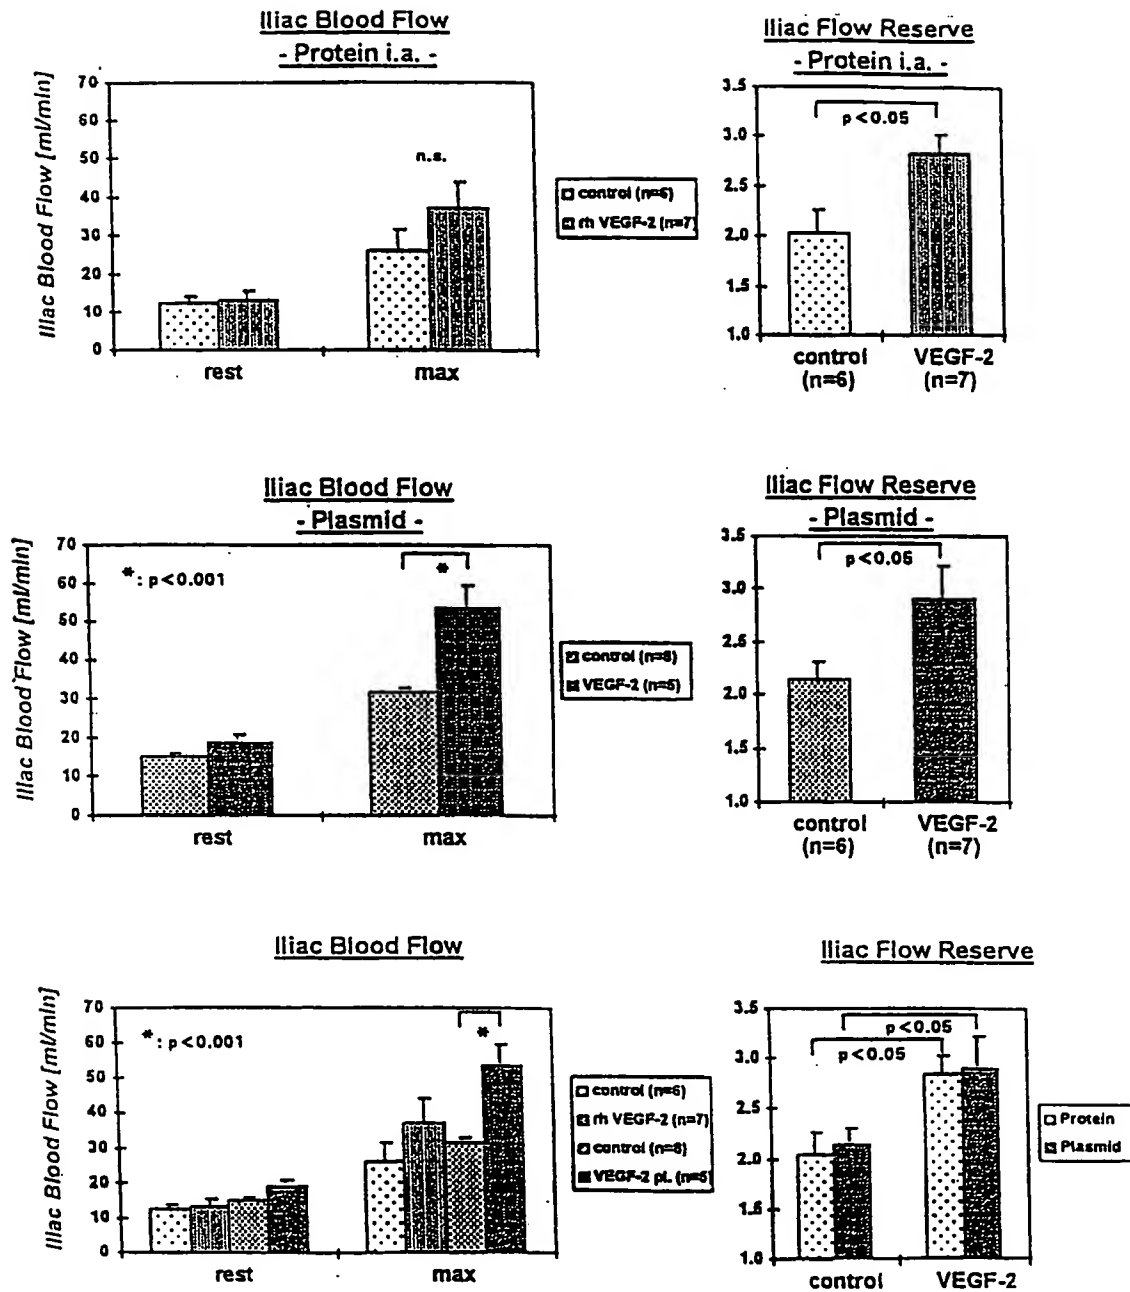 Iliac Blood Flow
- Protein i.a. -
Iliac Blood Flow [ml/min]
70
60
50
40
30
20
10
0
n.s.
rest
max
control (n=6)
rh VEGF-2 (n=7)
Iliac Flow Reserve
- Protein i.a. -
3.5
3.0
2.5
2.0
1.5
1.0
p<0.05
control
(n=6)
VEGF-2
(n=7)
Iliac Blood Flow
- Plasmid -
Iliac Blood Flow [ml/min]
70
60
50
40
30
20
10
0
*: p<0.001
*
rest
max
control (n=8)
VEGF-2 (n=5)
Iliac Flow Reserve
- Plasmid -
3.5
3.0
2.5
2.0
1.5
1.0
p<0.05
control
(n=6)
VEGF-2
(n=7)
Iliac Blood Flow
Iliac Blood Flow [ml/min]
70
60
50
40
30
20
10
0
*: p<0.001
*
rest
max
control (n=6)
rh VEGF-2 (n=7)
control (n=8)
VEGF-2 pl. (n=5)
Iliac Flow Reserve
3.5
3.0
2.5
2.0
1.5
1.0
p<0.05
p<0.05
control
VEGF-2
Protein
Plasmid